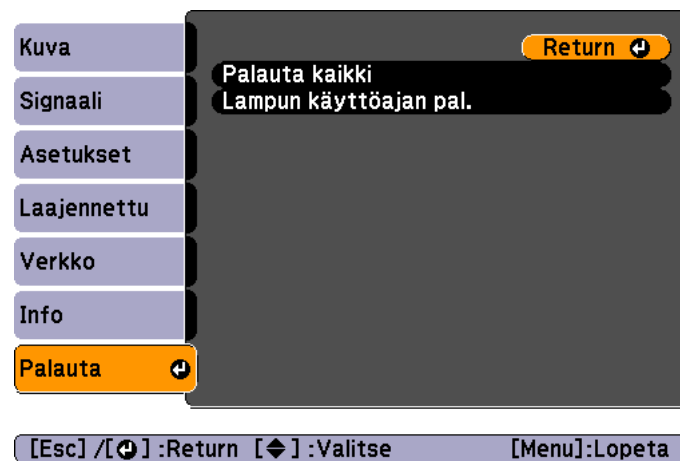 Kuva
Signaali
Asetukset
Laajennettu
Verkko
Info
Palauta
Return
Palauta kaikki
Lampun käyttöajan pal.
[Esc] /[ ] :Return [ ] :Valitse [Menu]:Lopeta